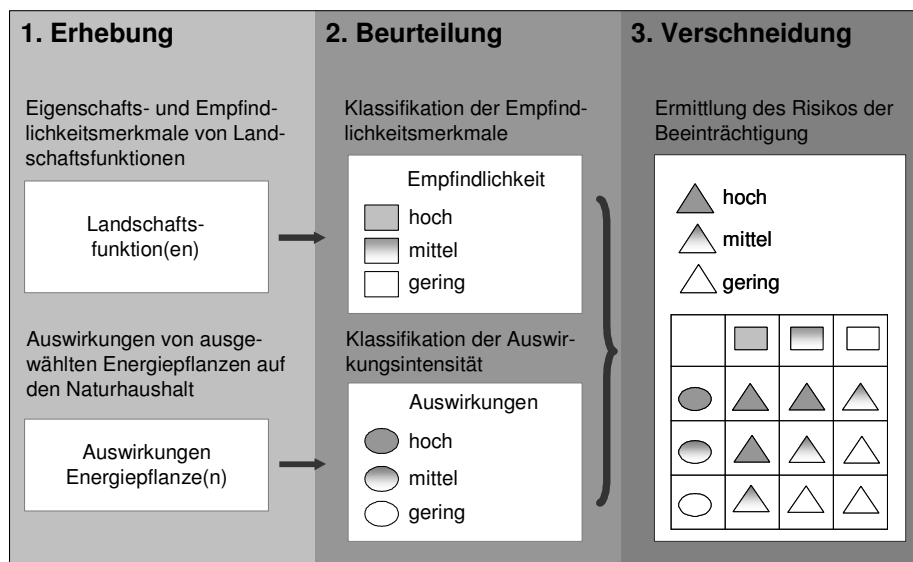 1. Erhebung
Eigenschafts- und Empfind-
lichkeitsmerkmale von Land-
schaftsfunktionen
Landschafts-
funktion(en)
Auswirkungen von ausge-
wählten Energiepflanzen auf
den Naturhaushalt
Auswirkungen
Energiepflanze(n)
2. Beurteilung
Klassifikation der Empfind-
lichkeitsmerkmale
Empfindlichkeit
hoch
mittel
gering
Klassifikation der Auswir-
kungsintensität
Auswirkungen
hoch
mittel
gering
3. Verschneidung
Ermittlung des Risikos der
Beeinträchtigung
hoch
mittel
gering